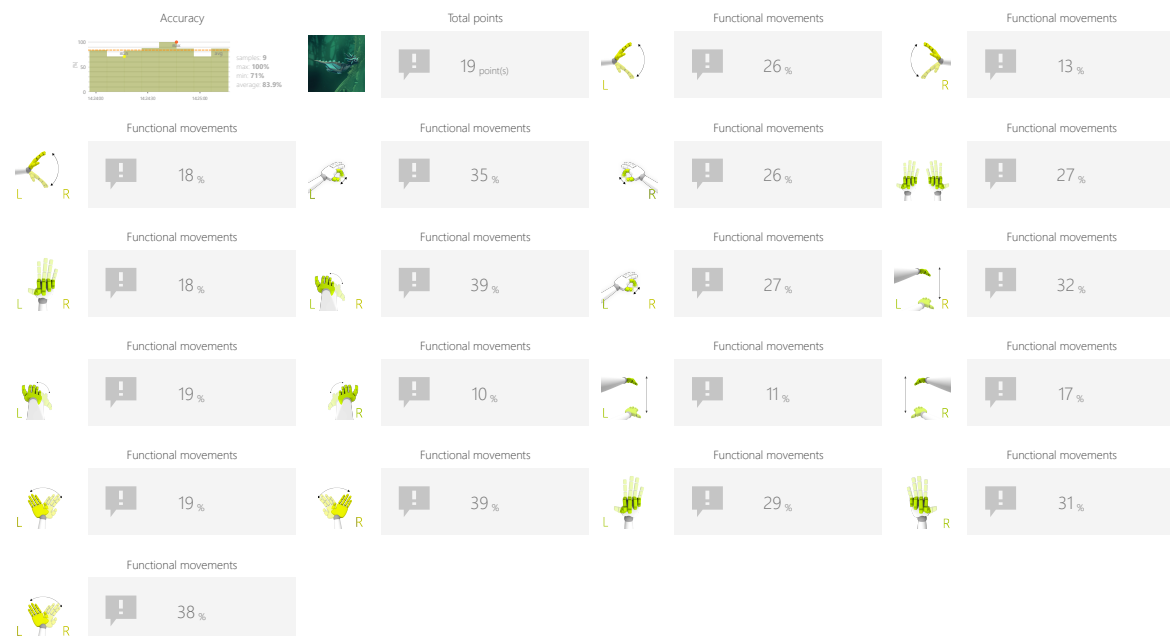 Accuracy
100
50
0
[%]
samples: 9
max: 100%
min: 71%
average: 83.9%
Total points
19 point(s)
Functional movements
L
26 %
Functional movements
R
13 %
Functional movements
L R
18 %
Functional movements
L
35 %
Functional movements
R
26 %
Functional movements
27 %
Functional movements
L R
18 %
Functional movements
L R
39 %
Functional movements
L R
27 %
Functional movements
L R
32 %
Functional movements
L
19 %
Functional movements
R
10 %
Functional movements
L
11 %
Functional movements
R
17 %
Functional movements
L
19 %
Functional movements
R
39 %
Functional movements
L
29 %
Functional movements
R
31 %
Functional movements
L R
38 %